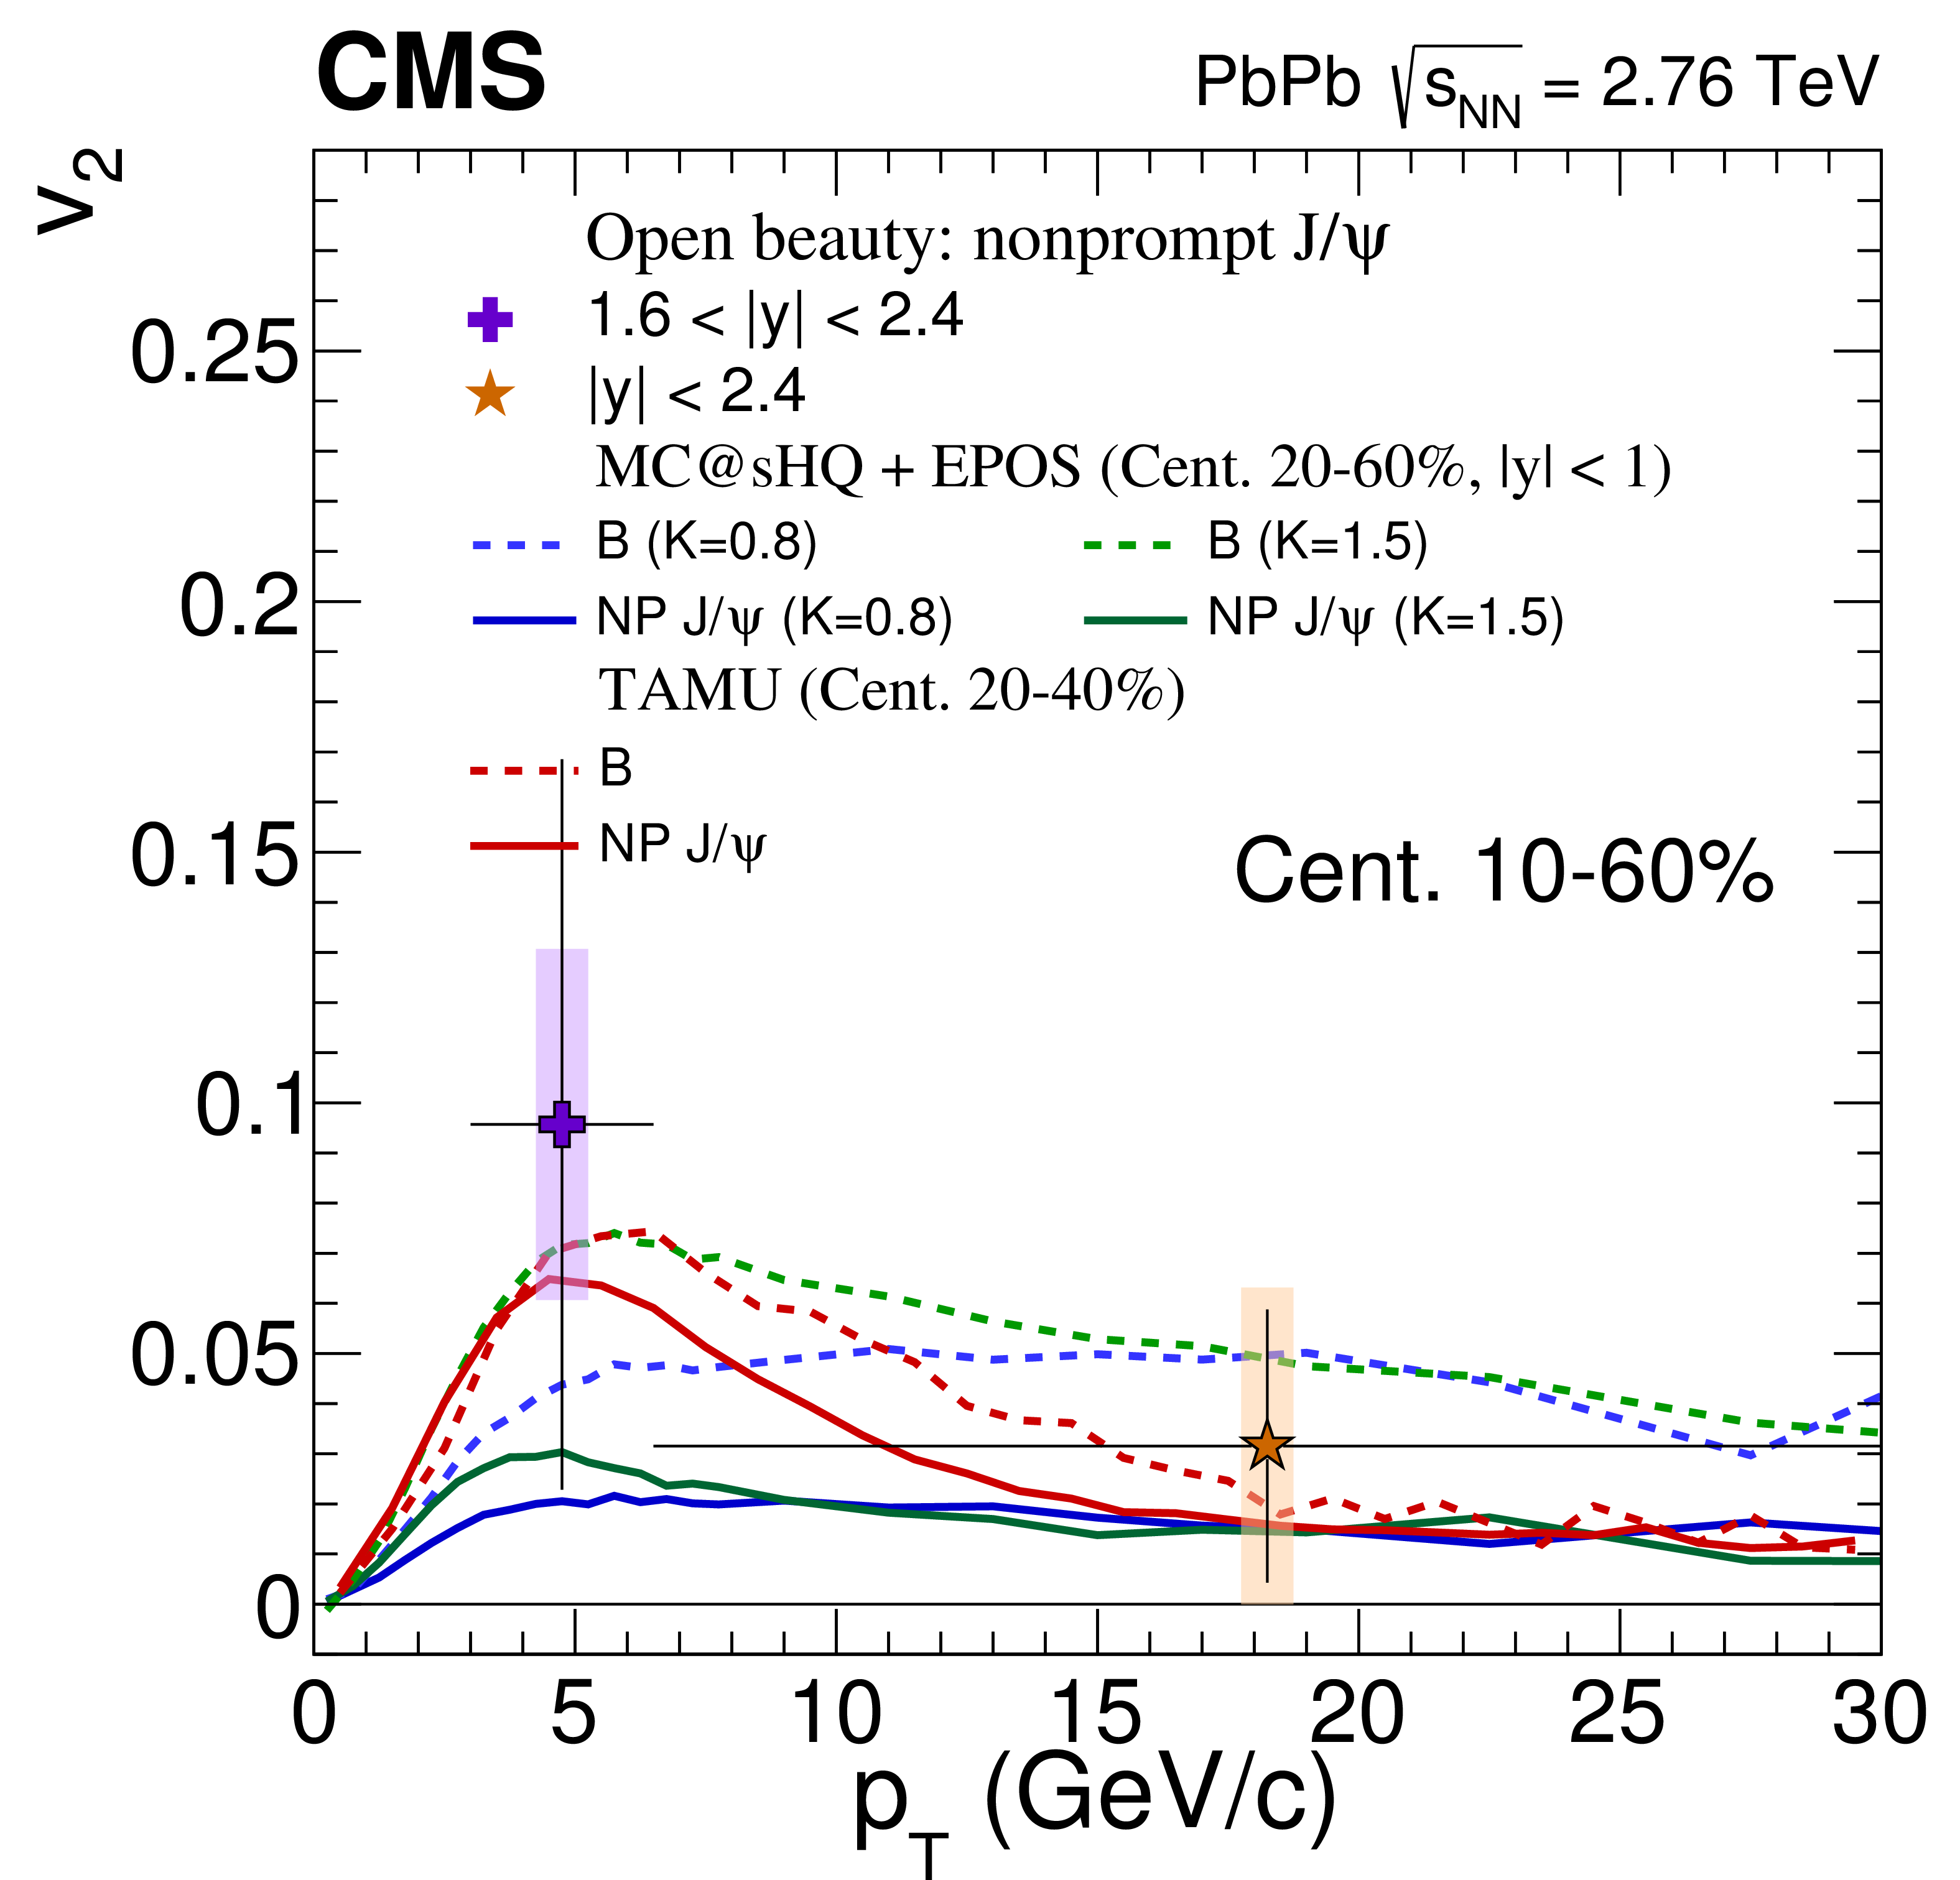 CMS PbPb √sNN = 2.76 TeV
v2
Open beauty: nonprompt J/ψ
1.6 < |y| < 2.4
|y| < 2.4
MC@sHQ + EPOS (Cent. 20-60%, |y| < 1)
B (K=0.8) B (K=1.5)
NP J/ψ (K=0.8) NP J/ψ (K=1.5)
TAMU (Cent. 20-40%)
B
NP J/ψ
Cent. 10-60%
0.25
0.2
0.15
0.1
0.05
0
0 5 10 15 20 25 30
pT (GeV/c)